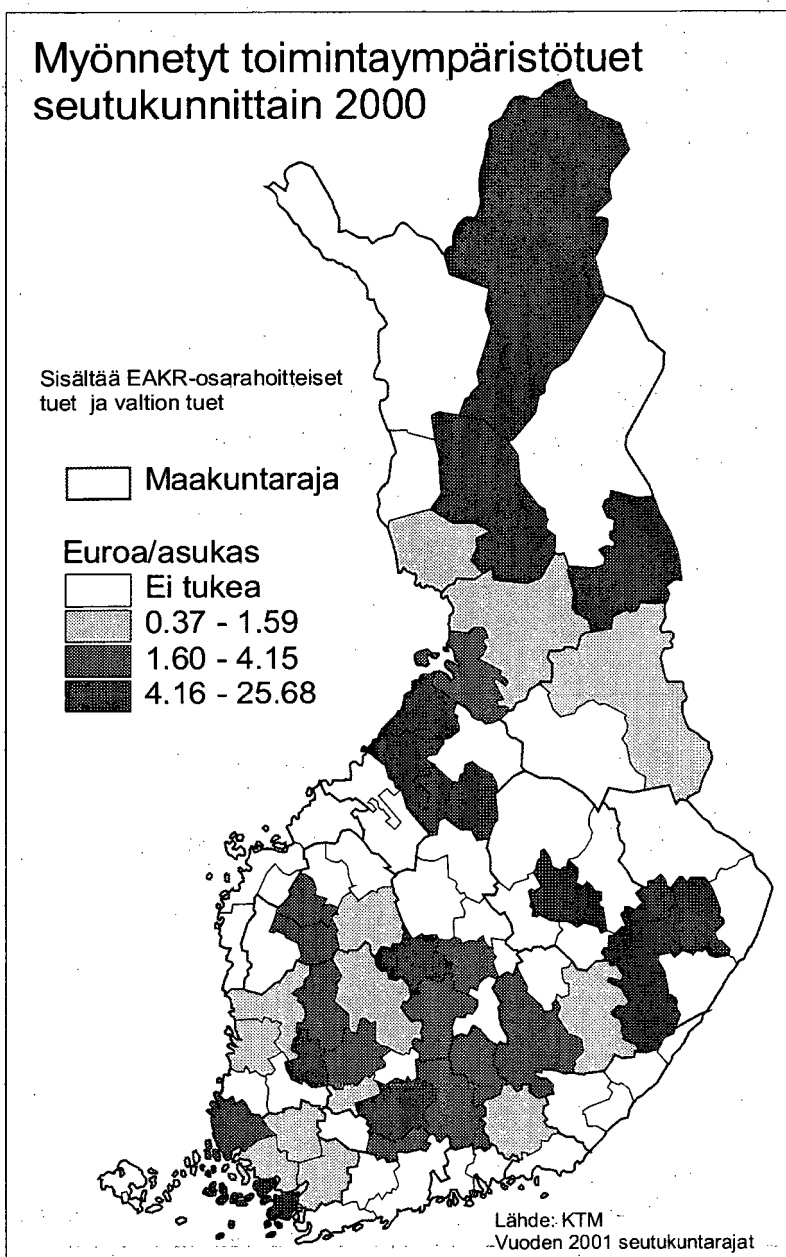 Myönnetyt toimintaympäristötuet
seutukunnittain 2000
Sisältää EAKR-osarahoitteiset
tuet ja valtion tuet
Maakuntaraja
Euroa/asukas
Ei tukea
0.37 - 1.59
1.60 - 4.15
4.16 - 25.68
Lähde: KTM
Vuoden 2001 seutukuntarajat